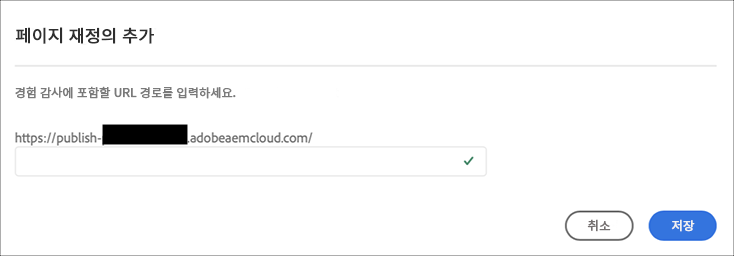 페이지 재정의 추가
경험 감사에 포함할 URL 경로를 입력하세요.
https://publish- .adobeaemcloud.com/
취소 저장